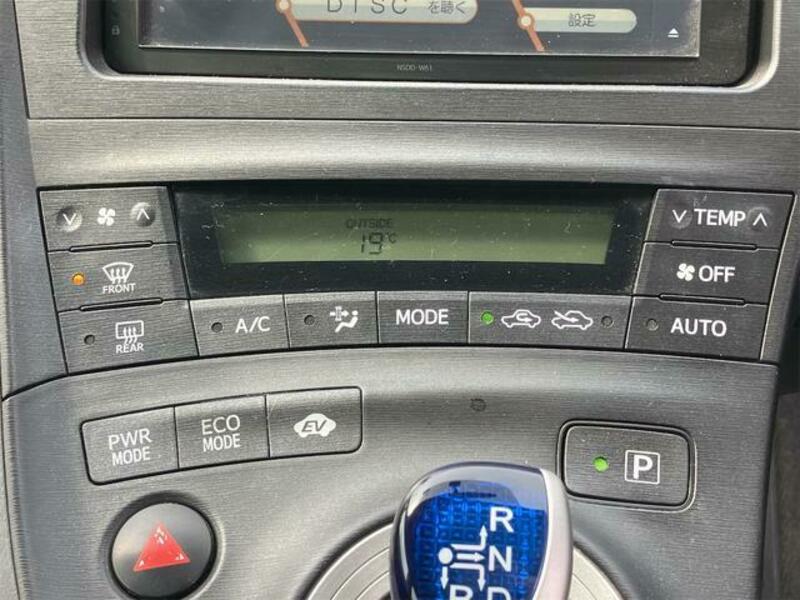 DISC を聴く
設定
NSDD-W61
OUTSIDE
19°C
TEMP
FRONT
OFF
REAR
A/C
MODE
AUTO
PWR MODE
ECO MODE
EV
P
R
N
B D